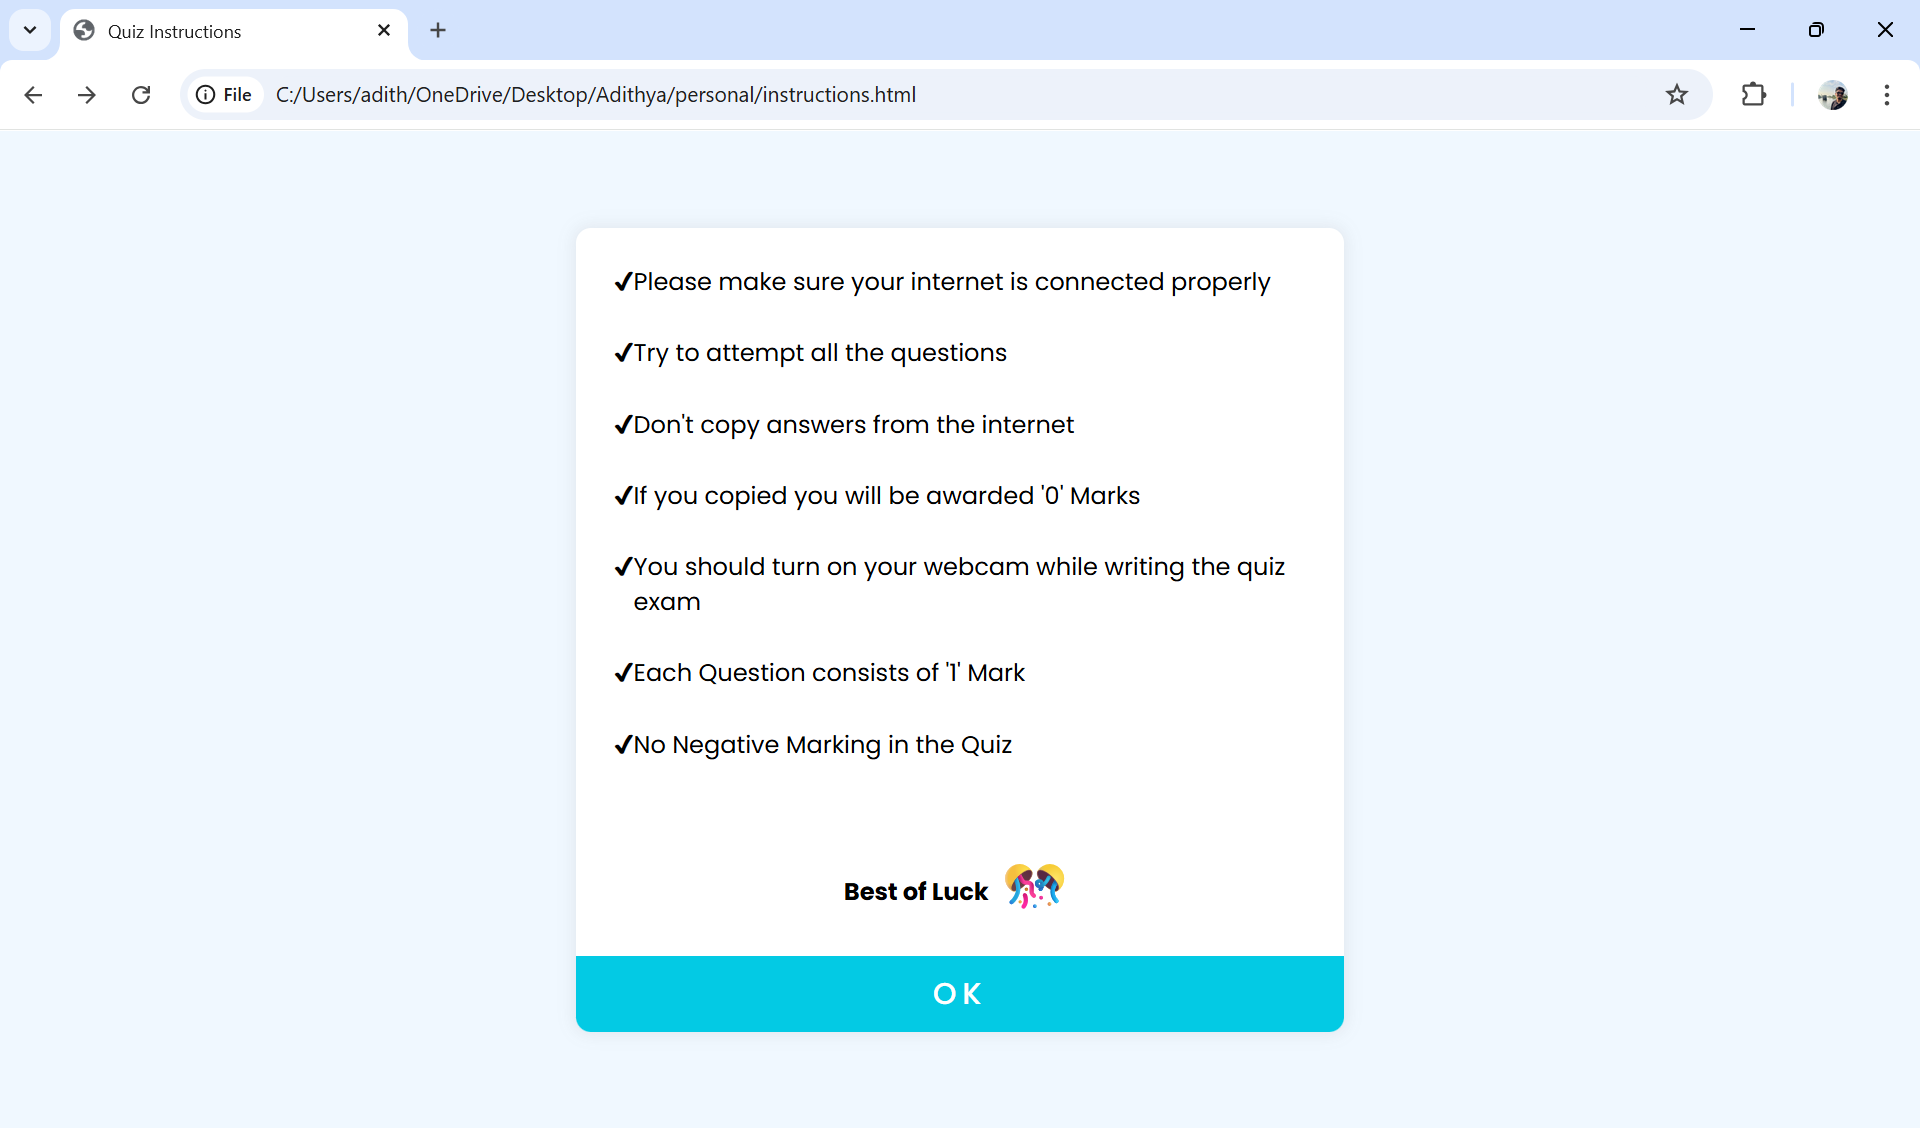 Quiz Instructions
File
C:/Users/adith/OneDrive/Desktop/Adithya/personal/instructions.html
✔Please make sure your internet is connected properly
✔Try to attempt all the questions
✔Don't copy answers from the internet
✔If you copied you will be awarded '0' Marks
✔You should turn on your webcam while writing the quiz
exam
✔Each Question consists of '1' Mark
✔No Negative Marking in the Quiz
Best of Luck
OK